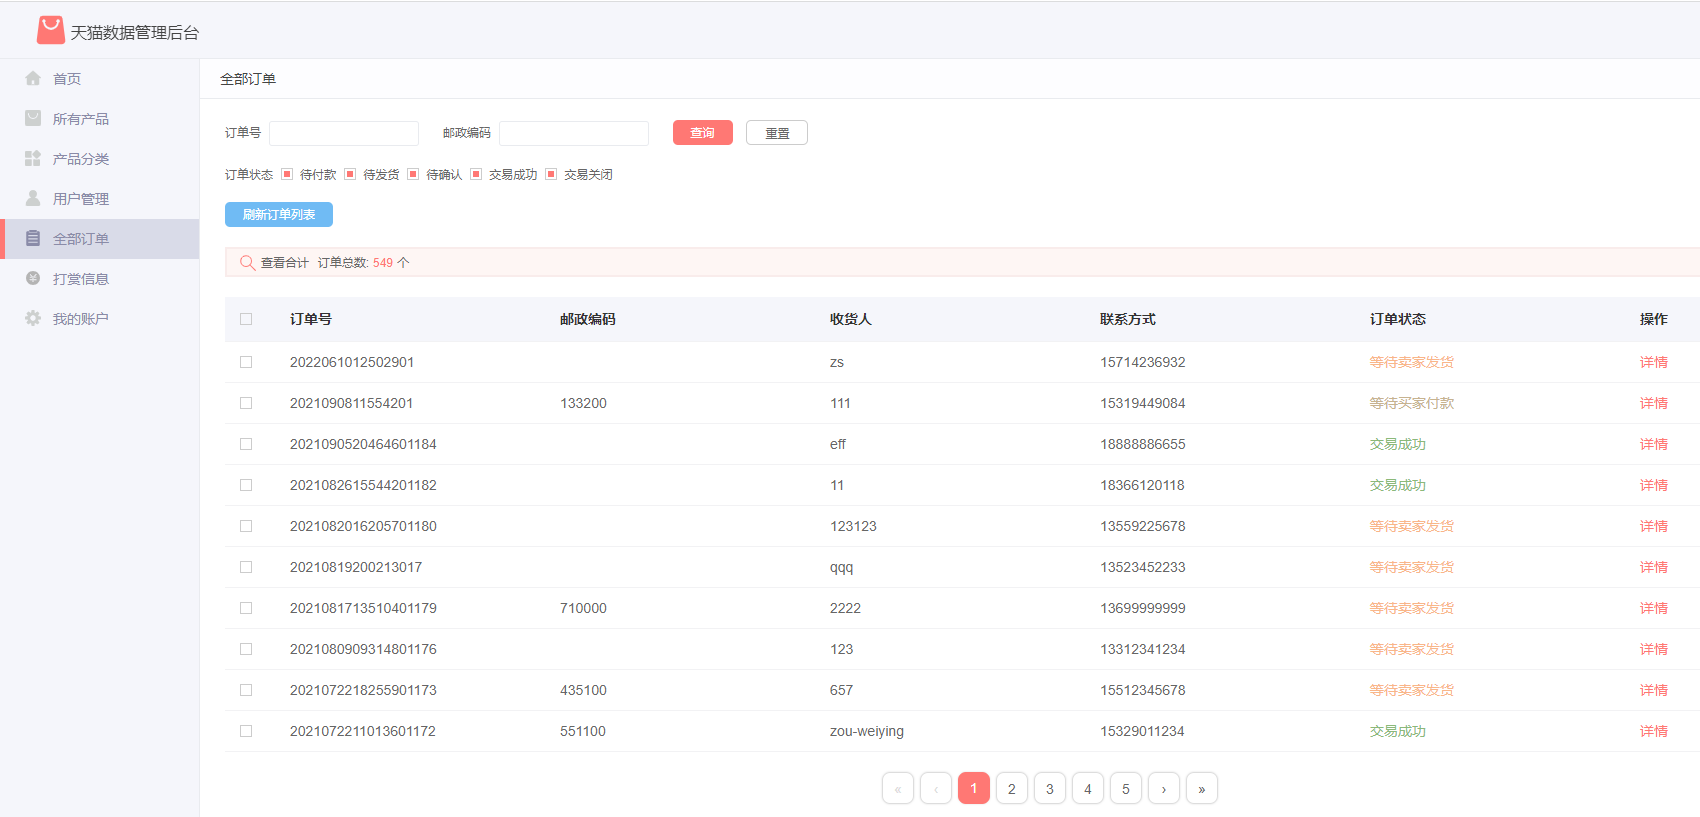 天猫数据管理后台
首页
所有产品
产品分类
用户管理
全部订单
打赏信息
我的账户
全部订单
订单号 邮政编码 查询 重置
订单状态 待付款 待发货 待确认 交易成功 交易关闭
刷新订单列表
查看合计 订单总数: 549 个
订单号 邮政编码 收货人 联系方式 订单状态 操作
2022061012502901 zs 15714236932 等待卖家发货 详情
2021090811554201 133200 111 15319449084 等待买家付款 详情
2021090520464601184 eff 18888886655 交易成功 详情
2021082615544201182 11 18366120118 交易成功 详情
2021082016205701180 123123 13559225678 等待卖家发货 详情
20210819200213017 qqq 13523452233 等待卖家发货 详情
2021081713510401179 710000 2222 13699999999 等待卖家发货 详情
2021080909314801176 123 13312341234 等待卖家发货 详情
2021072218255901173 435100 657 15512345678 等待卖家发货 详情
2021072211013601172 551100 zou-weiying 15329011234 交易成功 详情
« ‹ 1 2 3 4 5 › »